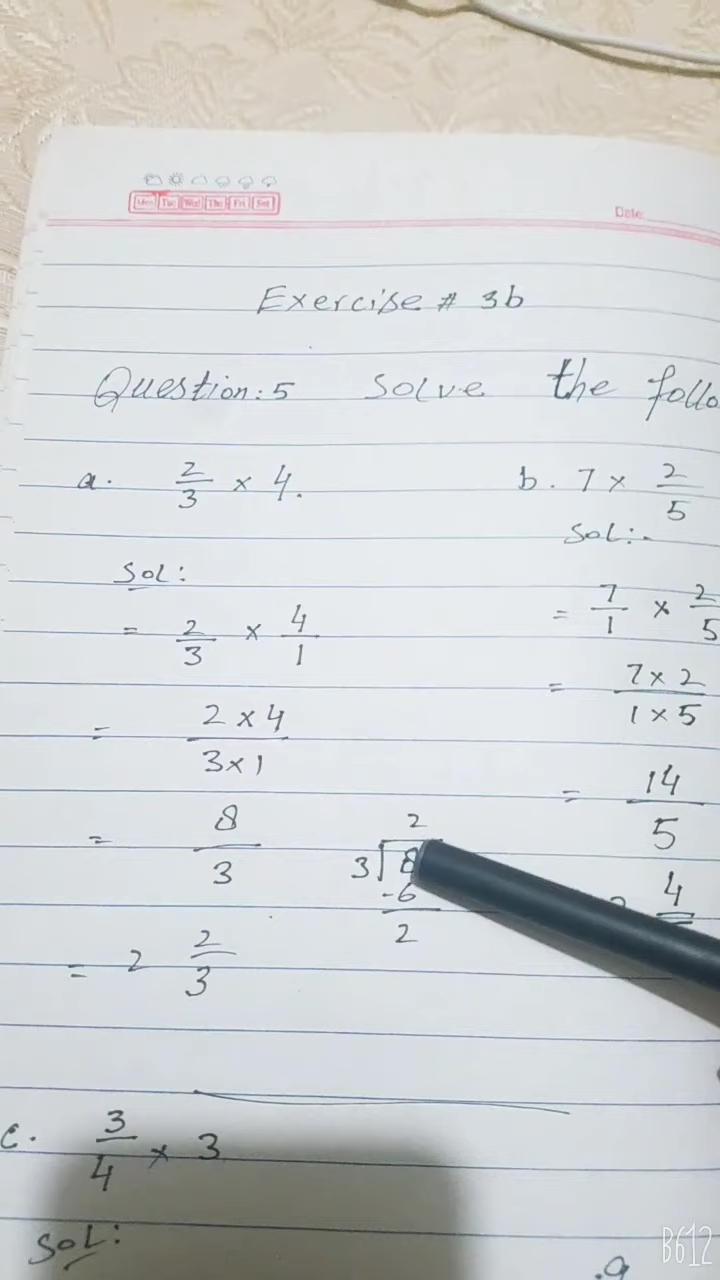 Mon Tue Wed Thu Fri Sat
Date
Exercise # 3b
Question: 5 Solve the follo
a. 2/3 × 4.
Sol:
= 2/3 × 4/1
= 2 × 4 / 3 × 1
= 8/3
2
3 8
-6
2
= 2 2/3
b. 7 × 2/5
Sol:-
= 7/1 × 2/5
= 7 × 2 / 1 × 5
= 14/5
4
c. 3/4 × 3
Sol:
B612